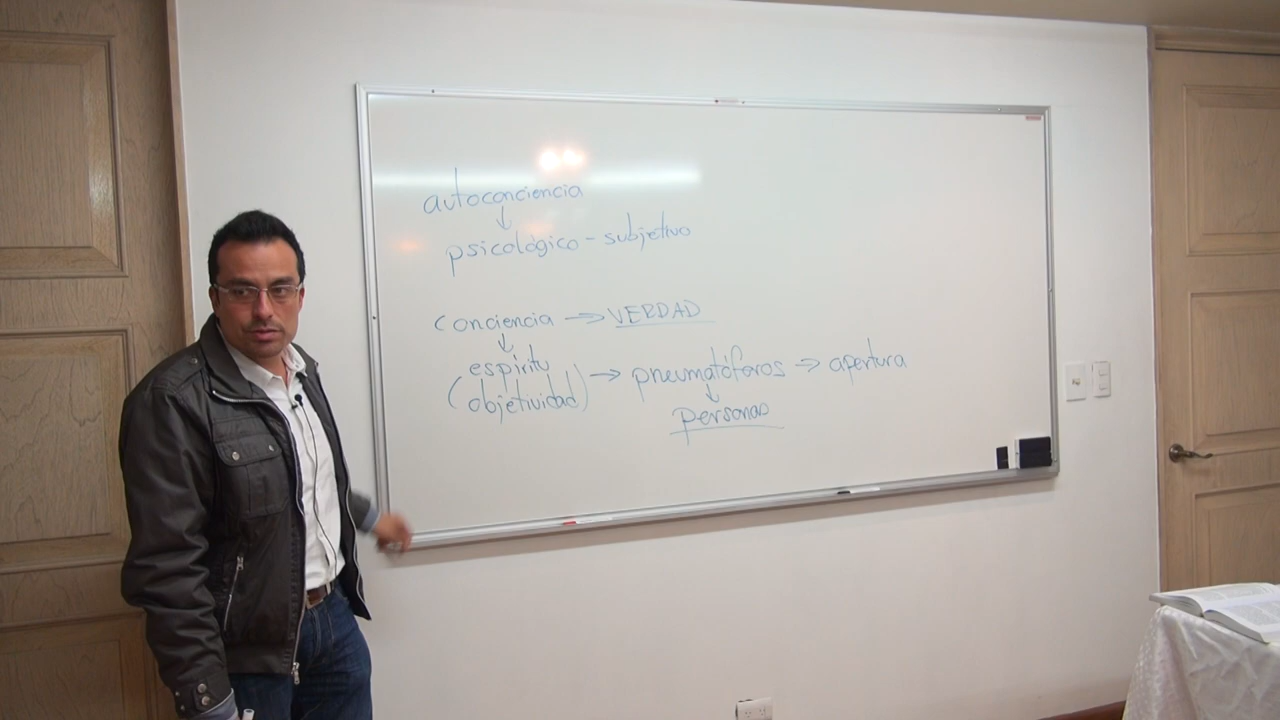 autoconciencia
↓
psicológico - subjetivo
Conciencia → VERDAD
↓
espíritu
(objetividad) → pneumatóforos → apertura
↓
personas